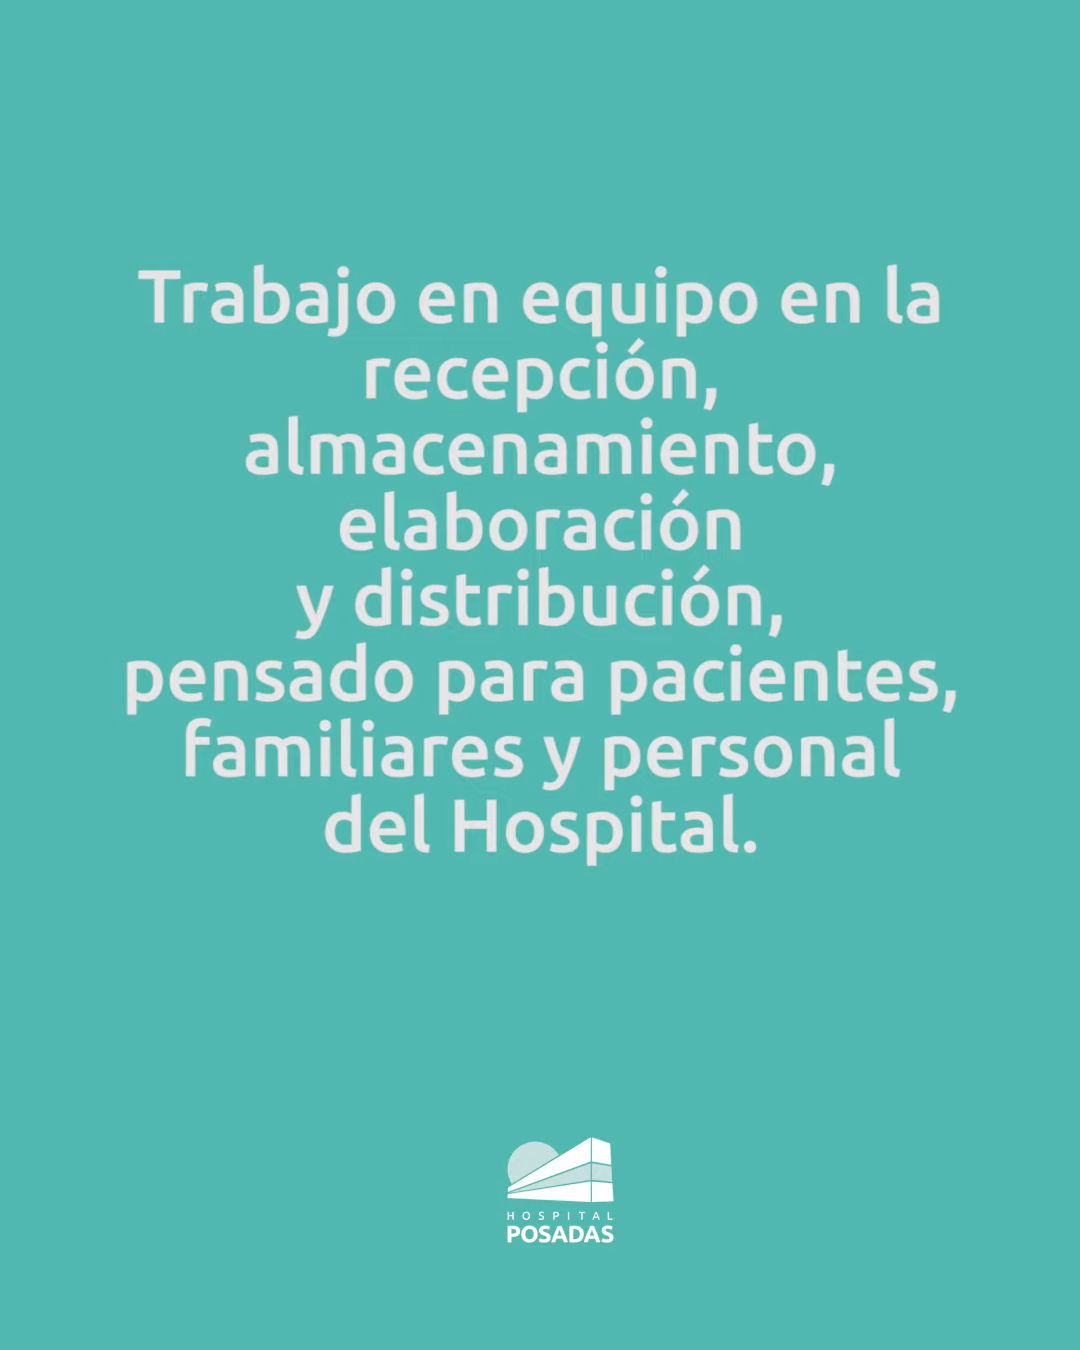 Trabajo en equipo en la
recepción,
almacenamiento,
elaboración
y distribución,
pensado para pacientes,
familiares y personal
del Hospital.
HOSPITAL
POSADAS